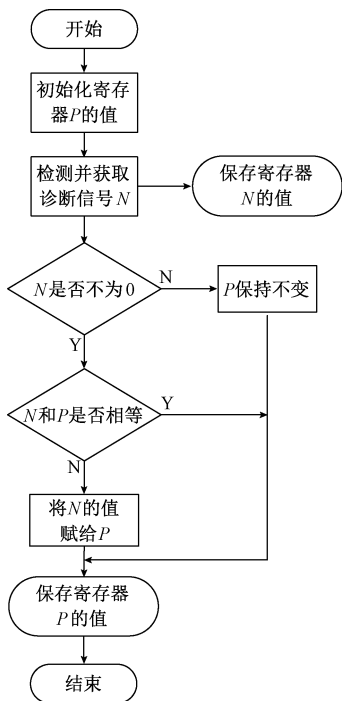 开始
初始化寄存
器P的值
检测并获取
诊断信号N
保存寄存器
N的值
N是否不为0
N
P保持不变
Y
N和P是否相等
Y
N
将N的值
赋给P
保存寄存器
P的值
结束